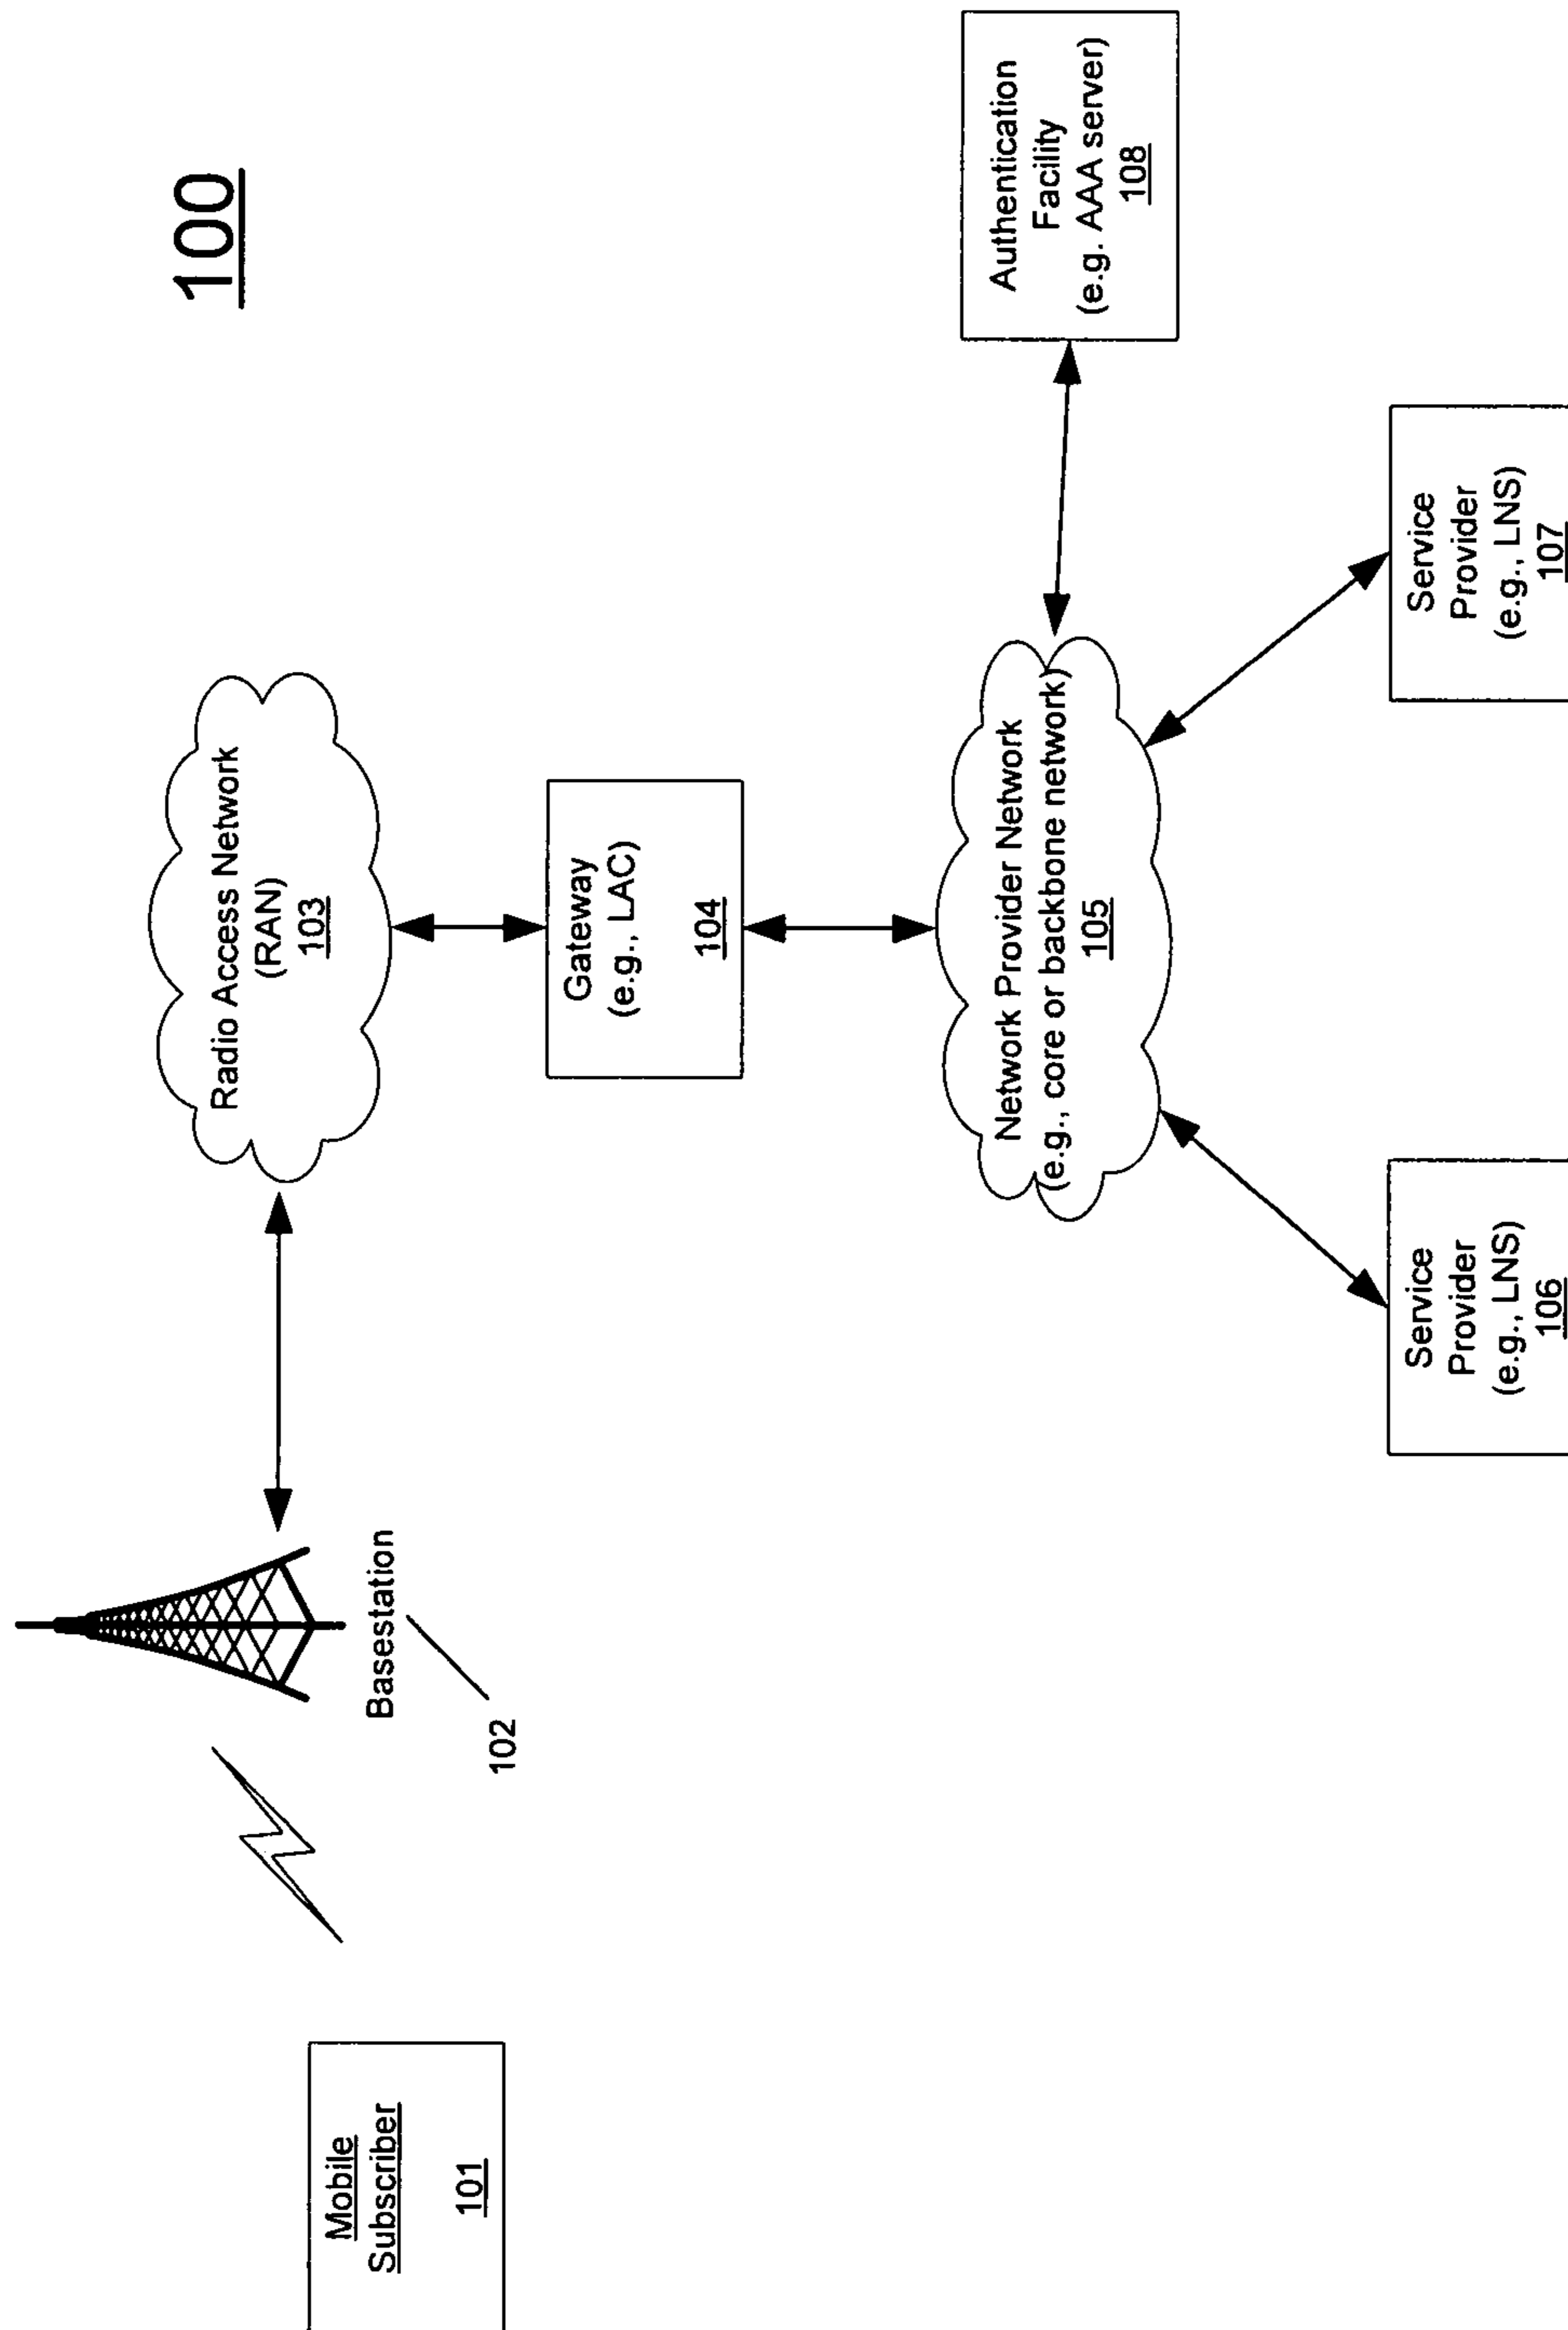 100
Mobile
Subscriber
101
Basestation
102
Radio Access Network
(RAN)
103
Gateway
(e.g., LAC)
104
Network Provider Network
(e.g., core or backbone network)
105
Authentication
Facility
(e.g. AAA server)
108
Service
Provider
(e.g., LNS)
106
Service
Provider
(e.g., LNS)
107